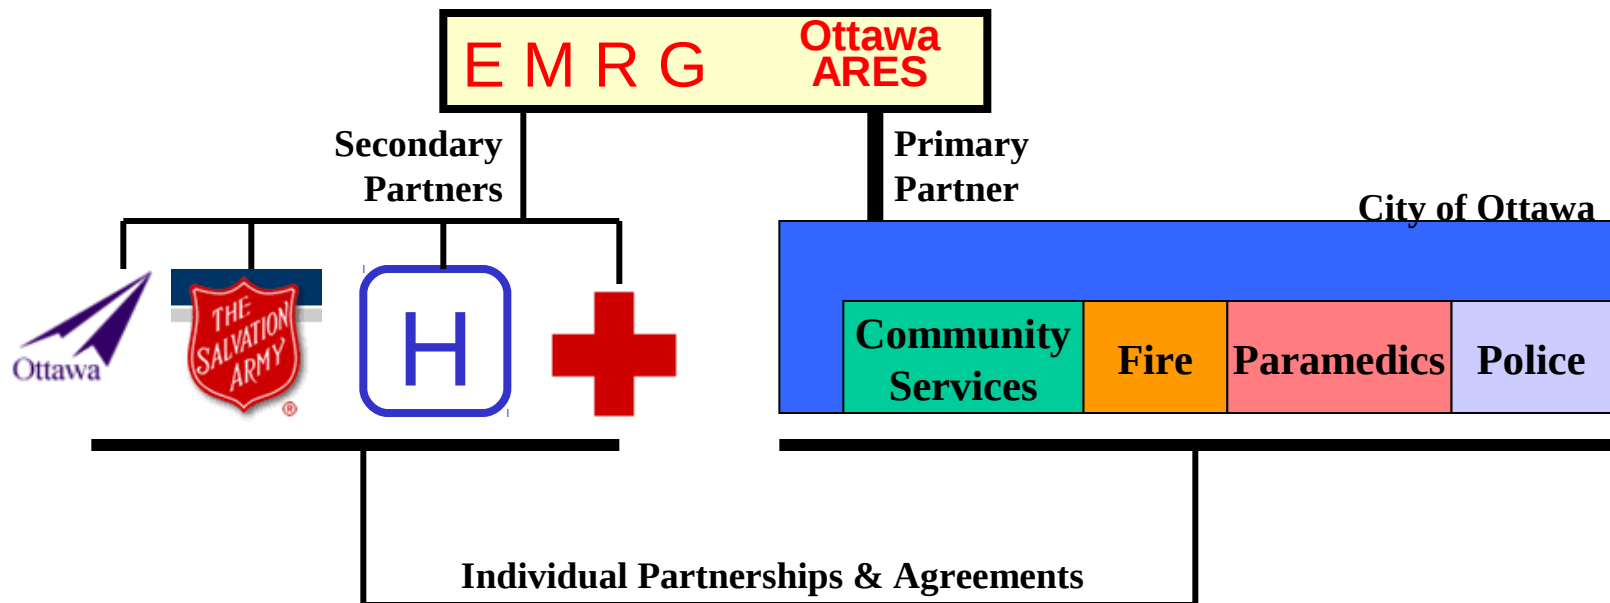 E M R G
Ottawa
ARES
Secondary
Partners
Primary
Partner
City of Ottawa
Ottawa
THE
SALVATION
ARMY
®
H
Community
Services
Fire
Paramedics
Police
Individual Partnerships & Agreements